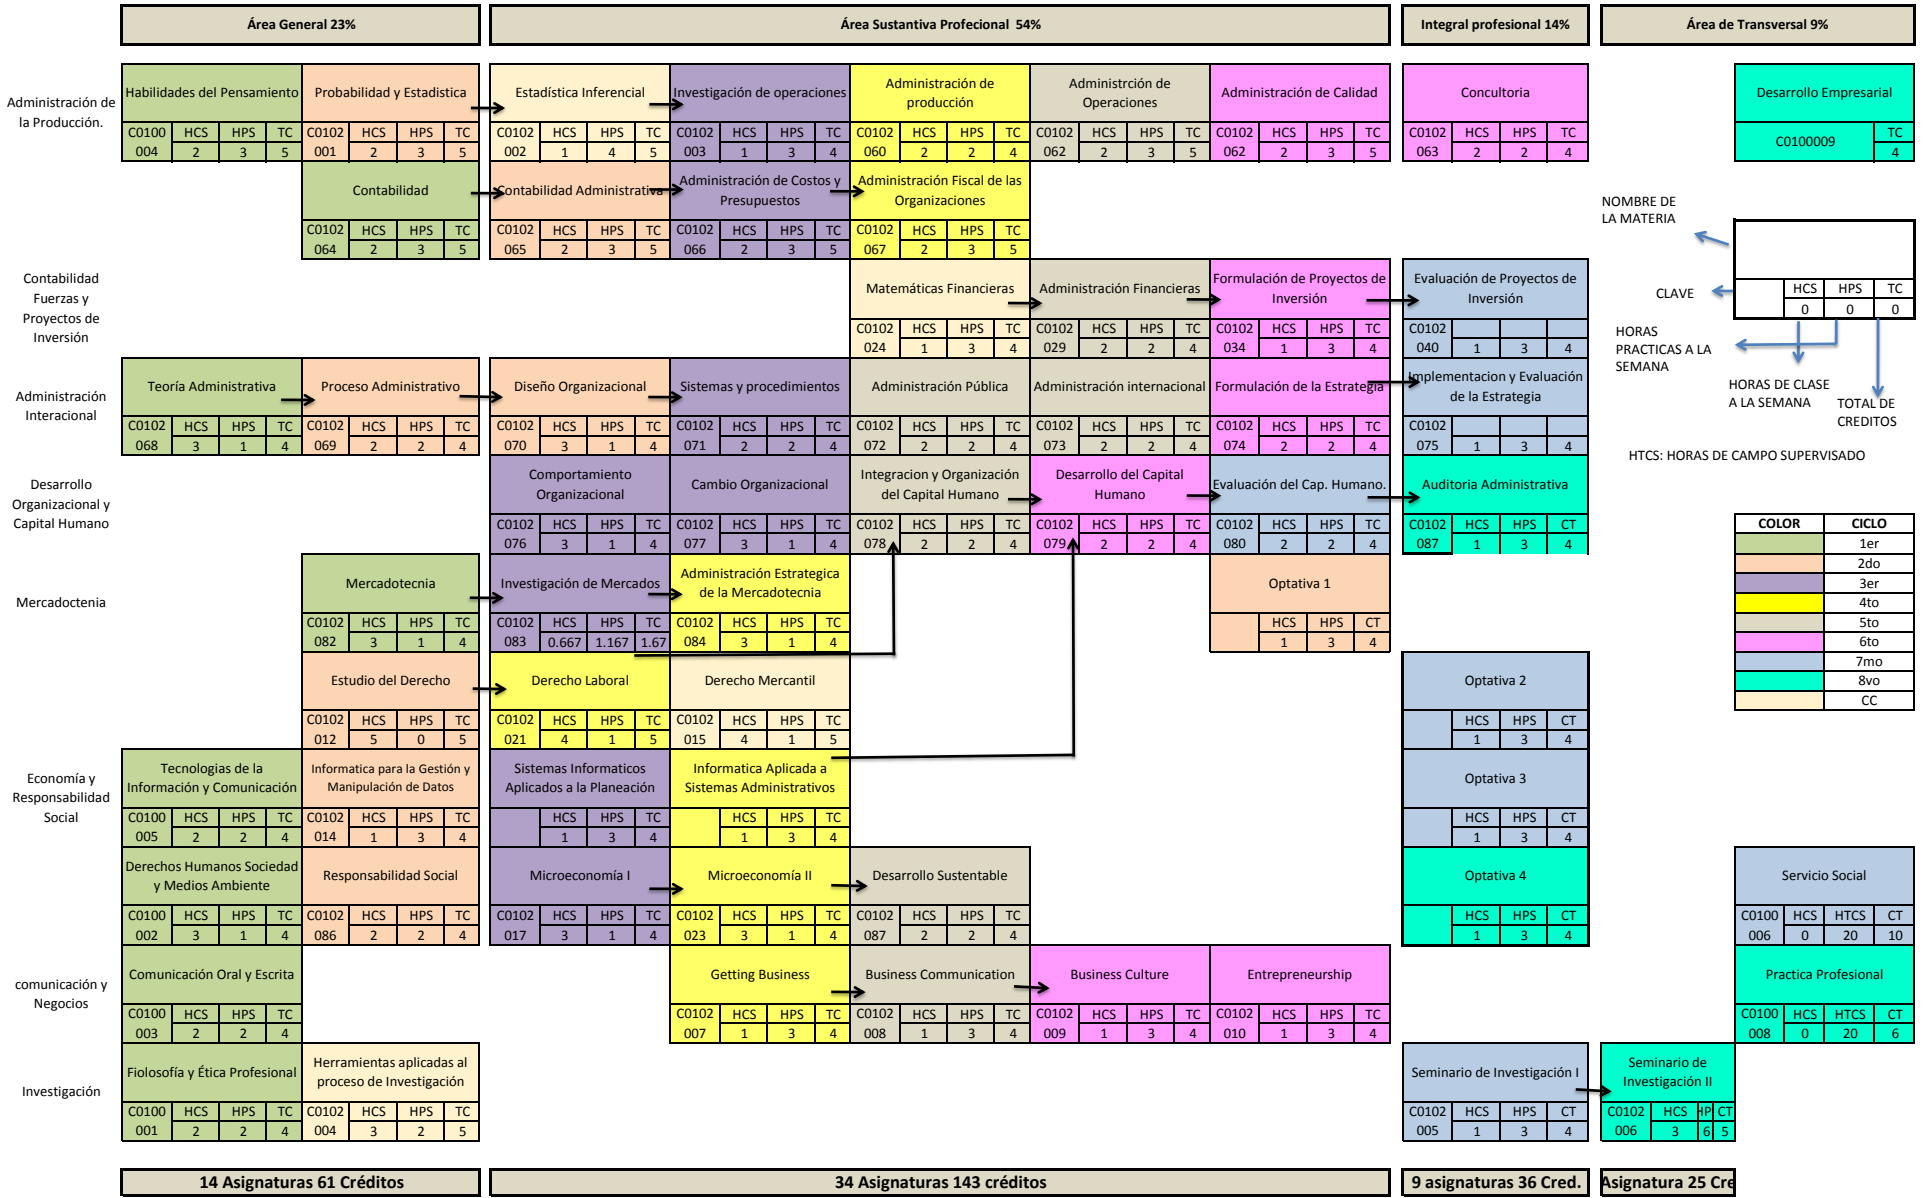 Área General 23%
Área Sustantiva Profecional  54%
Integral profesional 14%
Área de Transversal 9%
Administración de
la Producción.
Habilidades del Pensamiento
C0100 HCS HPS TC
004 2 3 5
Probabilidad y Estadistica
C0102 HCS HPS TC
001 2 3 5
Estadística Inferencial
C0102 HCS HPS TC
002 1 4 5
Investigación de operaciones
C0102 HCS HPS TC
003 1 3 4
Administración de
producción
C0102 HCS HPS TC
060 2 2 4
Administrción de
Operaciones
C0102 HCS HPS TC
062 2 3 5
Administración de Calidad
C0102 HCS HPS TC
062 2 3 5
Concultoria
C0102 HCS HPS TC
063 2 2 4
Desarrollo Empresarial
C0100009 TC
4
Contabilidad
C0102 HCS HPS TC
064 2 3 5
Contabilidad Administrativa
C0102 HCS HPS TC
065 2 3 5
Administración de Costos y
Presupuestos
C0102 HCS HPS TC
066 2 3 5
Administración Fiscal de las
Organizaciones
C0102 HCS HPS TC
067 2 3 5
NOMBRE DE
LA MATERIA
CLAVE
HCS HPS TC
0 0 0
HORAS
PRACTICAS A LA
SEMANA
HORAS DE CLASE
A LA SEMANA
TOTAL DE
CREDITOS
HTCS: HORAS DE CAMPO SUPERVISADO
Contabilidad
Fuerzas y
Proyectos de
Inversión
Matemáticas Financieras
C0102 HCS HPS TC
024 1 3 4
Administración Financieras
C0102 HCS HPS TC
029 2 2 4
Formulación de Proyectos de
Inversión
C0102 HCS HPS TC
034 1 3 4
Evaluación de Proyectos de
Inversión
C0102
040 1 3 4
Administración
Interacional
Teoría Administrativa
C0102 HCS HPS TC
068 3 1 4
Proceso Administrativo
C0102 HCS HPS TC
069 2 2 4
Diseño Organizacional
C0102 HCS HPS TC
070 3 1 4
Sistemas y procedimientos
C0102 HCS HPS TC
071 2 2 4
Administración Pública
C0102 HCS HPS TC
072 2 2 4
Administración internacional
C0102 HCS HPS TC
073 2 2 4
Formulación de la Estrategia
C0102 HCS HPS TC
074 2 2 4
Implementacion y Evaluación
de la Estrategia
C0102
075 1 3 4
Desarrollo
Organizacional y
Capital Humano
Comportamiento
Organizacional
C0102 HCS HPS TC
076 3 1 4
Cambio Organizacional
C0102 HCS HPS TC
077 3 1 4
Integracion y Organización
del Capital Humano
C0102 HCS HPS TC
078 2 2 4
Desarrollo del Capital
Humano
C0102 HCS HPS TC
079 2 2 4
Evaluación del Cap. Humano.
C0102 HCS HPS TC
080 2 2 4
Auditoria Administrativa
C0102 HCS HPS CT
087 1 3 4
COLOR CICLO
1er
2do
3er
4to
5to
6to
7mo
8vo
CC
Mercadoctenia
Mercadotecnia
C0102 HCS HPS TC
082 3 1 4
Investigación de Mercados
C0102 HCS HPS TC
083 0.667 1.167 1.67
Administración Estrategica
de la Mercadotecnia
C0102 HCS HPS TC
084 3 1 4
Optativa 1
HCS HPS CT
1 3 4
Estudio del Derecho
C0102 HCS HPS TC
012 5 0 5
Derecho Laboral
C0102 HCS HPS TC
021 4 1 5
Derecho Mercantil
C0102 HCS HPS TC
015 4 1 5
Optativa 2
HCS HPS CT
1 3 4
Economía y
Responsabilidad
Social
Tecnologias de la
Información y Comunicación
C0100 HCS HPS TC
005 2 2 4
Informatica para la Gestión y
Manipulación de Datos
C0102 HCS HPS TC
014 1 3 4
Sistemas Informaticos
Aplicados a la Planeación
HCS HPS TC
1 3 4
Informatica Aplicada a
Sistemas Administrativos
HCS HPS TC
1 3 4
Optativa 3
HCS HPS CT
1 3 4
Derechos Humanos Sociedad
y Medios Ambiente
C0100 HCS HPS TC
002 3 1 4
Responsabilidad Social
C0102 HCS HPS TC
086 2 2 4
Microeconomía I
C0102 HCS HPS TC
017 3 1 4
Microeconomía II
C0102 HCS HPS TC
023 3 1 4
Desarrollo Sustentable
C0102 HCS HPS TC
087 2 2 4
Optativa 4
HCS HPS CT
1 3 4
Servicio Social
C0100 HCS HTCS CT
006 0 20 10
comunicación y
Negocios
Comunicación Oral y Escrita
C0100 HCS HPS TC
003 2 2 4
Getting Business
C0102 HCS HPS TC
007 1 3 4
Business Communication
C0102 HCS HPS TC
008 1 3 4
Business Culture
C0102 HCS HPS TC
009 1 3 4
Entrepreneurship
C0102 HCS HPS TC
010 1 3 4
Practica Profesional
C0100 HCS HTCS CT
008 0 20 6
Investigación
Fiolosofía y Ética Profesional
C0100 HCS HPS TC
001 2 2 4
Herramientas aplicadas al
proceso de Investigación
C0102 HCS HPS TC
004 3 2 5
Seminario de Investigación I
C0102 HCS HPS CT
005 1 3 4
Seminario de
Investigación II
C0102 HCS HP CT
006 3 6 5
14 Asignaturas 61 Créditos
34 Asignaturas 143 créditos
9 asignaturas 36 Cred.
Asignatura 25 Cre